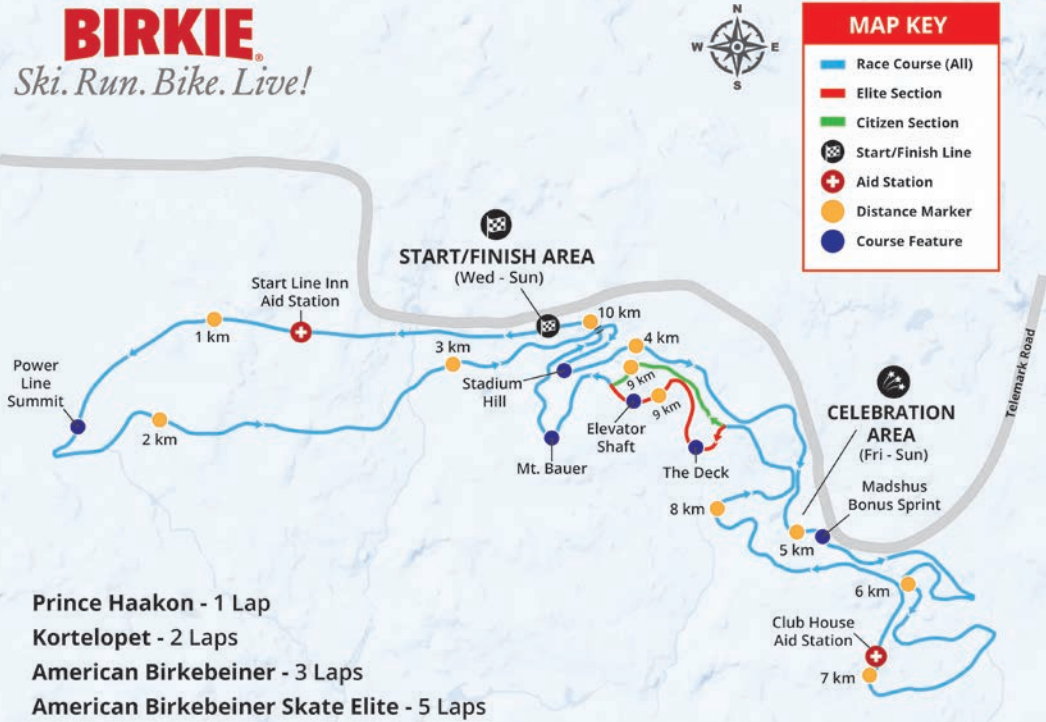 BIRKIE®
Ski. Run. Bike. Live!
N
W
E
S
MAP KEY
Race Course (All)
Elite Section
Citizen Section
Start/Finish Line
Aid Station
Distance Marker
Course Feature
START/FINISH AREA
(Wed - Sun)
Start Line Inn
Aid Station
1 km
10 km
3 km
4 km
Power
Line
Summit
Stadium
Hill
9 km
9 km
2 km
Elevator
Shaft
Mt. Bauer
The Deck
Telemark Road
CELEBRATION
AREA
(Fri - Sun)
Madshus
Bonus Sprint
8 km
5 km
6 km
Club House
Aid Station
7 km
Prince Haakon - 1 Lap
Kortelopet - 2 Laps
American Birkebeiner - 3 Laps
American Birkebeiner Skate Elite - 5 Laps